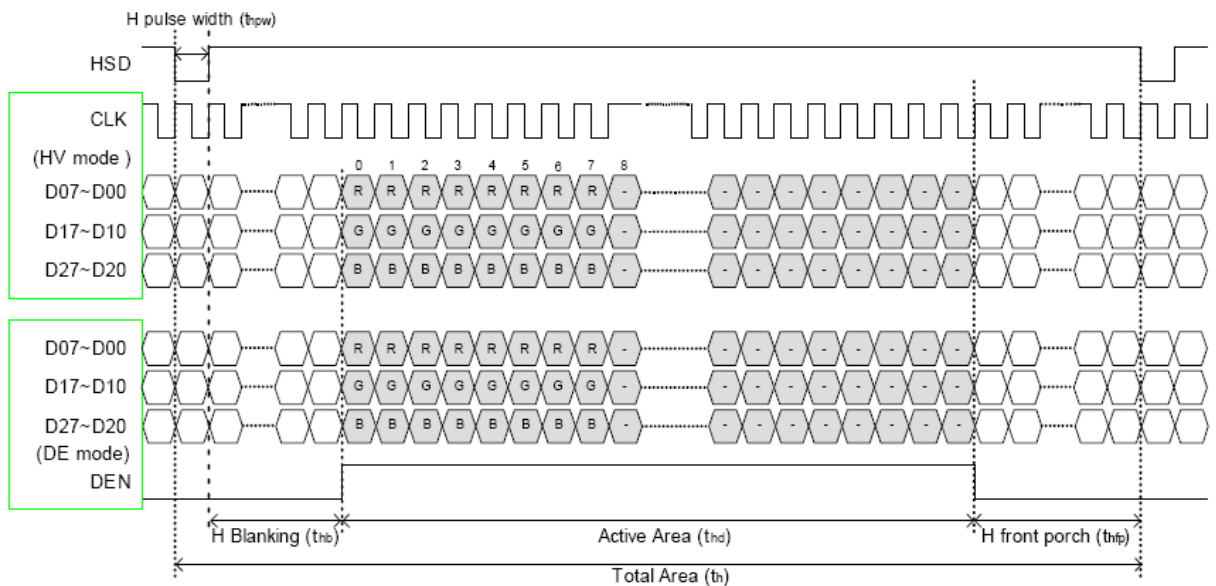 H pulse width (thpw)
HSD
CLK
(HV mode )
0 1 2 3 4 5 6 7 8
D07~D00 R R R R R R R R - - - - - - - - -
D17~D10 G G G G G G G G - - - - - - - - -
D27~D20 B B B B B B B B - - - - - - - - -
D07~D00 R R R R R R R R - - - - - - - - -
D17~D10 G G G G G G G G - - - - - - - - -
D27~D20 B B B B B B B B - - - - - - - - -
(DE mode)
DEN
H Blanking (thb) Active Area (thd) H front porch (thfp)
Total Area (th)